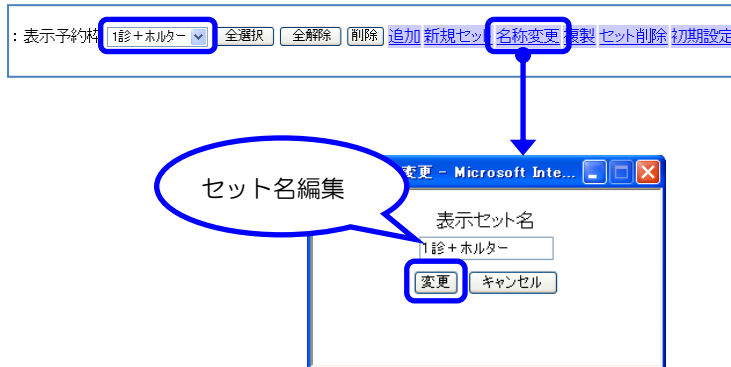 : 表示予約枠 1診+ホルター 全選択 全解除 削除 追加 新規セット 名称変更 複製 セット削除 初期設定
変更 - Microsoft Inte...
セット名編集
表示セット名
1診+ホルター
変更 キャンセル